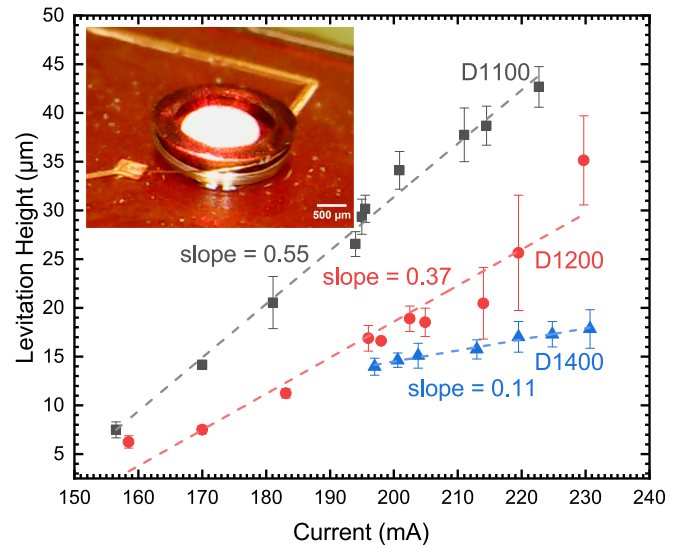 50
45
40
35
30
25
20
15
10
5
Levitation Height (μm)
500 μm
D1100
slope = 0.55
slope = 0.37
D1200
D1400
slope = 0.11
150 160 170 180 190 200 210 220 230 240
Current (mA)